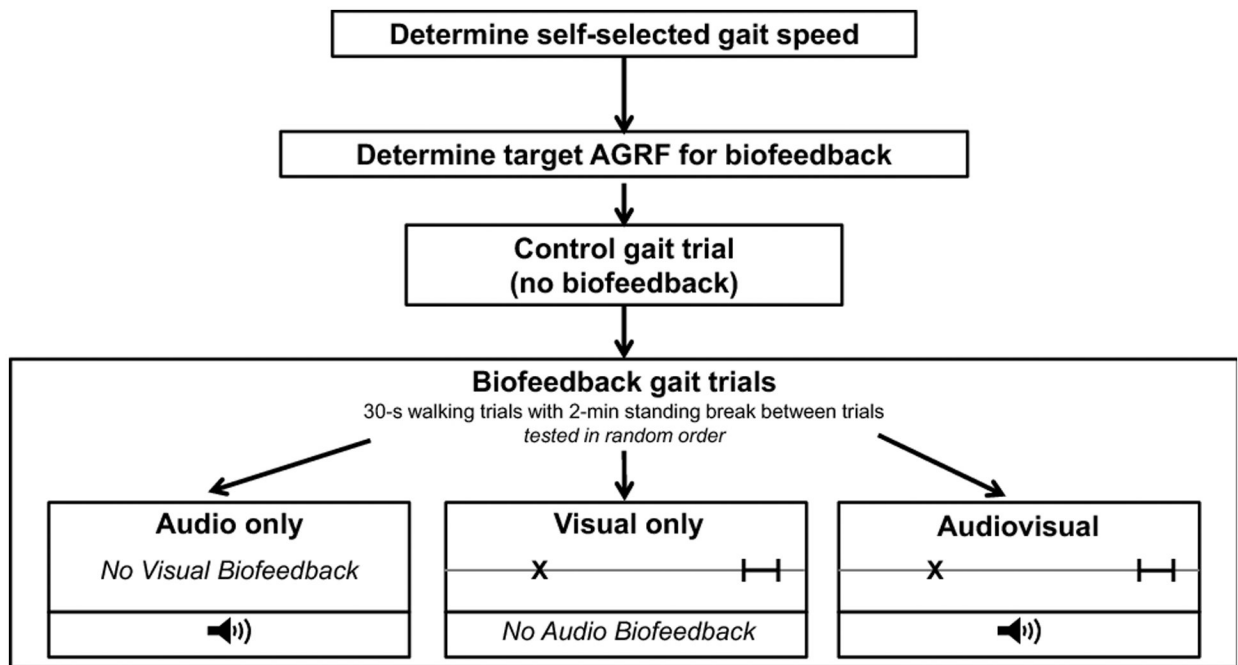 Determine self-selected gait speed
Determine target AGRF for biofeedback
Control gait trial
(no biofeedback)
Biofeedback gait trials
30-s walking trials with 2-min standing break between trials
tested in random order
Audio only
No Visual Biofeedback
Visual only
X
No Audio Biofeedback
Audiovisual
X